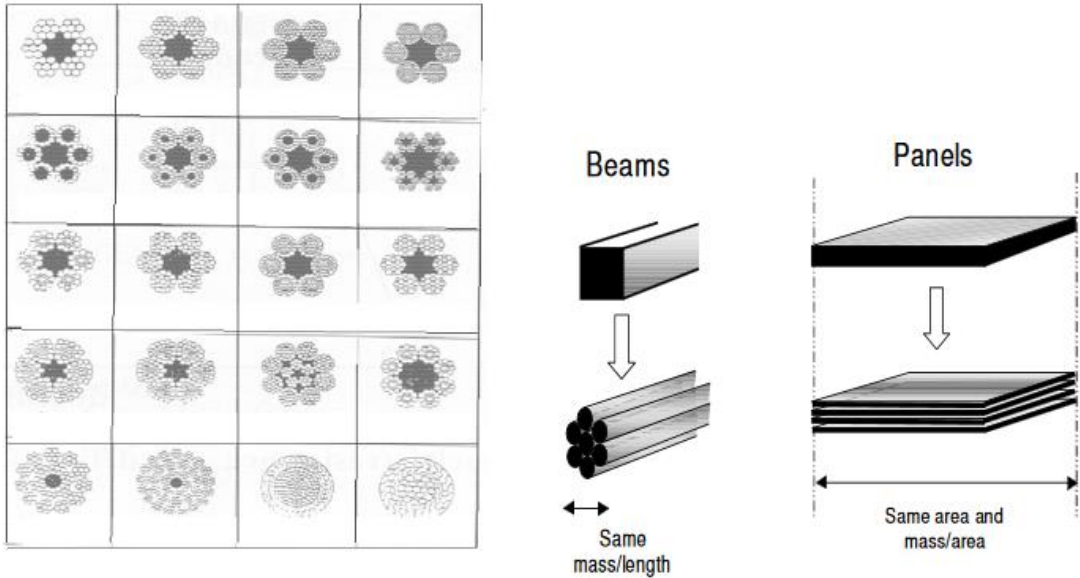 Beams
Panels
Same
mass/length
Same area and
mass/area